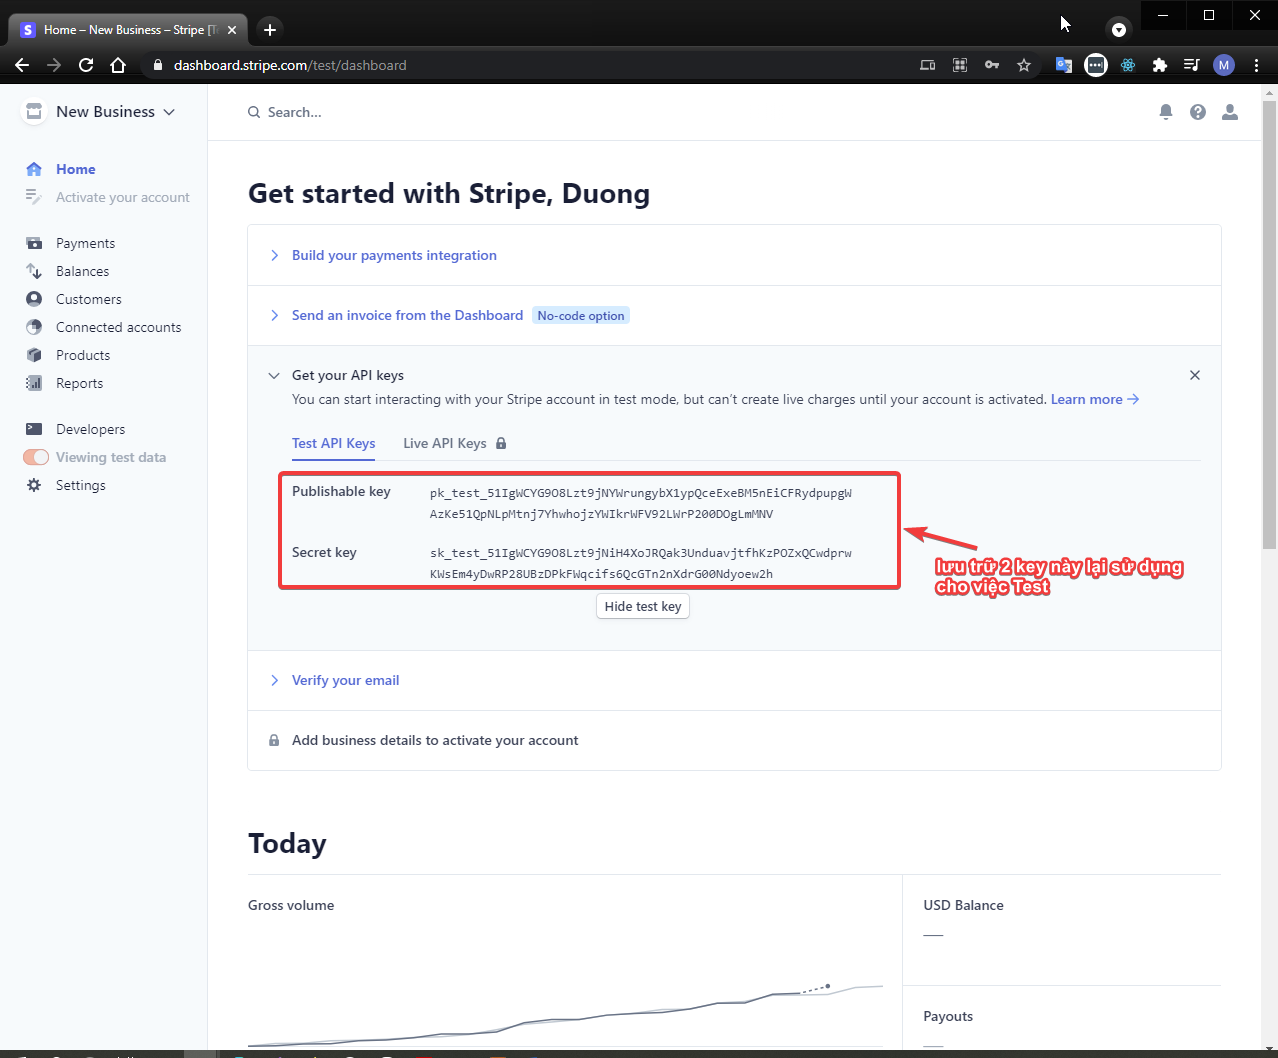 Home – New Business – Stripe [T
dashboard.stripe.com/test/dashboard
M
New Business
Search...
Home
Activate your account
Payments
Balances
Customers
Connected accounts
Products
Reports
Developers
Viewing test data
Settings
Get started with Stripe, Duong
Build your payments integration
Send an invoice from the Dashboard No-code option
Get your API keys
You can start interacting with your Stripe account in test mode, but can't create live charges until your account is activated. Learn more →
Test API Keys Live API Keys
Publishable key pk_test_51IgWCYG9O8Lzt9jNYWrungybX1ypQceExeBM5nEiCFRydpupgW
AzKe51QpNLpMtnj7YhwhojzYWIkrWFV92LWrP200DOgLmMNV
Secret key sk_test_51IgWCYG9O8Lzt9jNiH4XoJRQak3UnduavjtfhKzPOZxQCwdprw
KWsEm4yDwRP28UBzDPkFWqcifs6QcGTn2nXdrG00Ndyoew2h
Hide test key
lưu trữ 2 key này lại sử dụng
cho việc Test
Verify your email
Add business details to activate your account
Today
Gross volume
USD Balance
—
Payouts
—